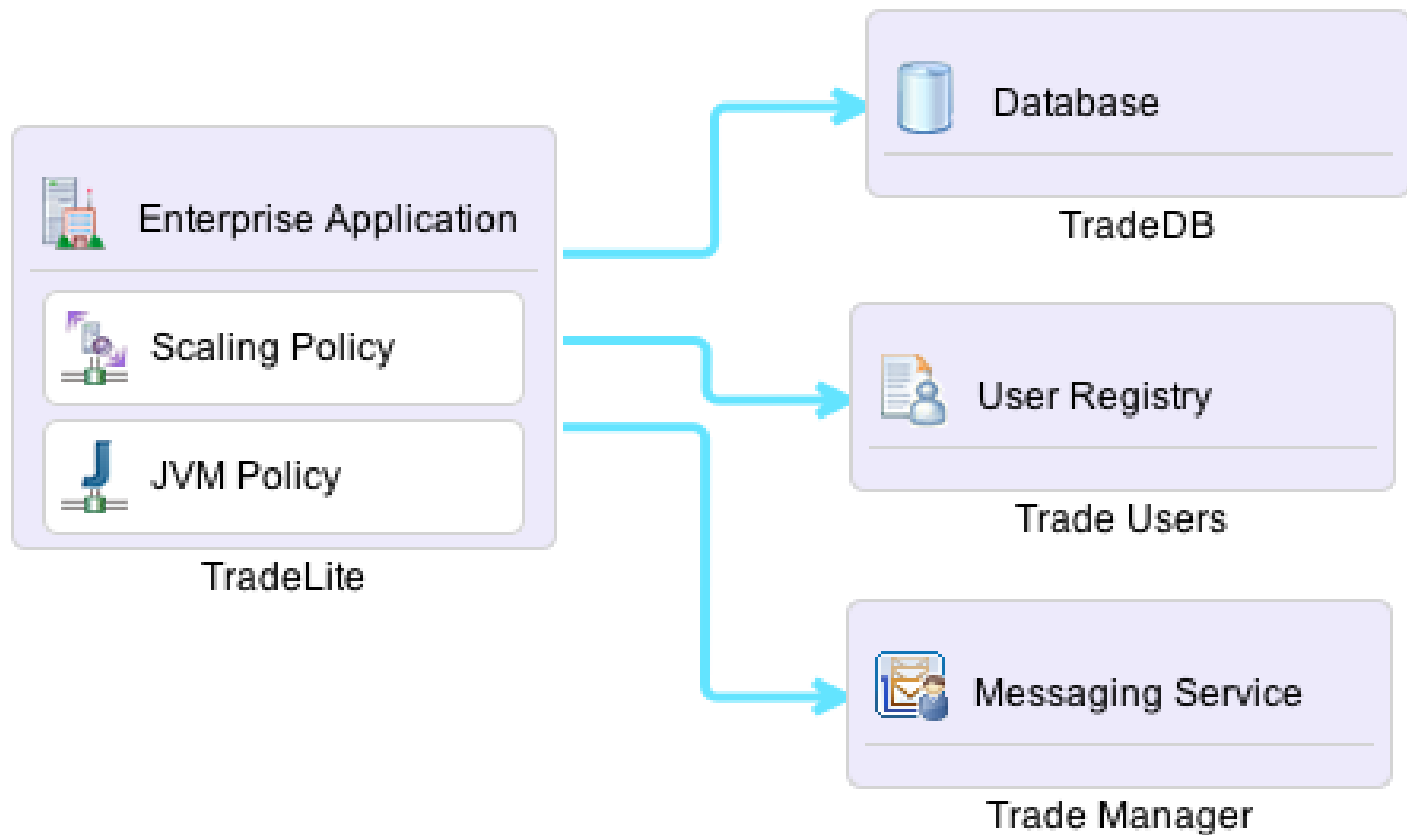 Enterprise Application
Scaling Policy
JVM Policy
TradeLite
Database
TradeDB
User Registry
Trade Users
Messaging Service
Trade Manager